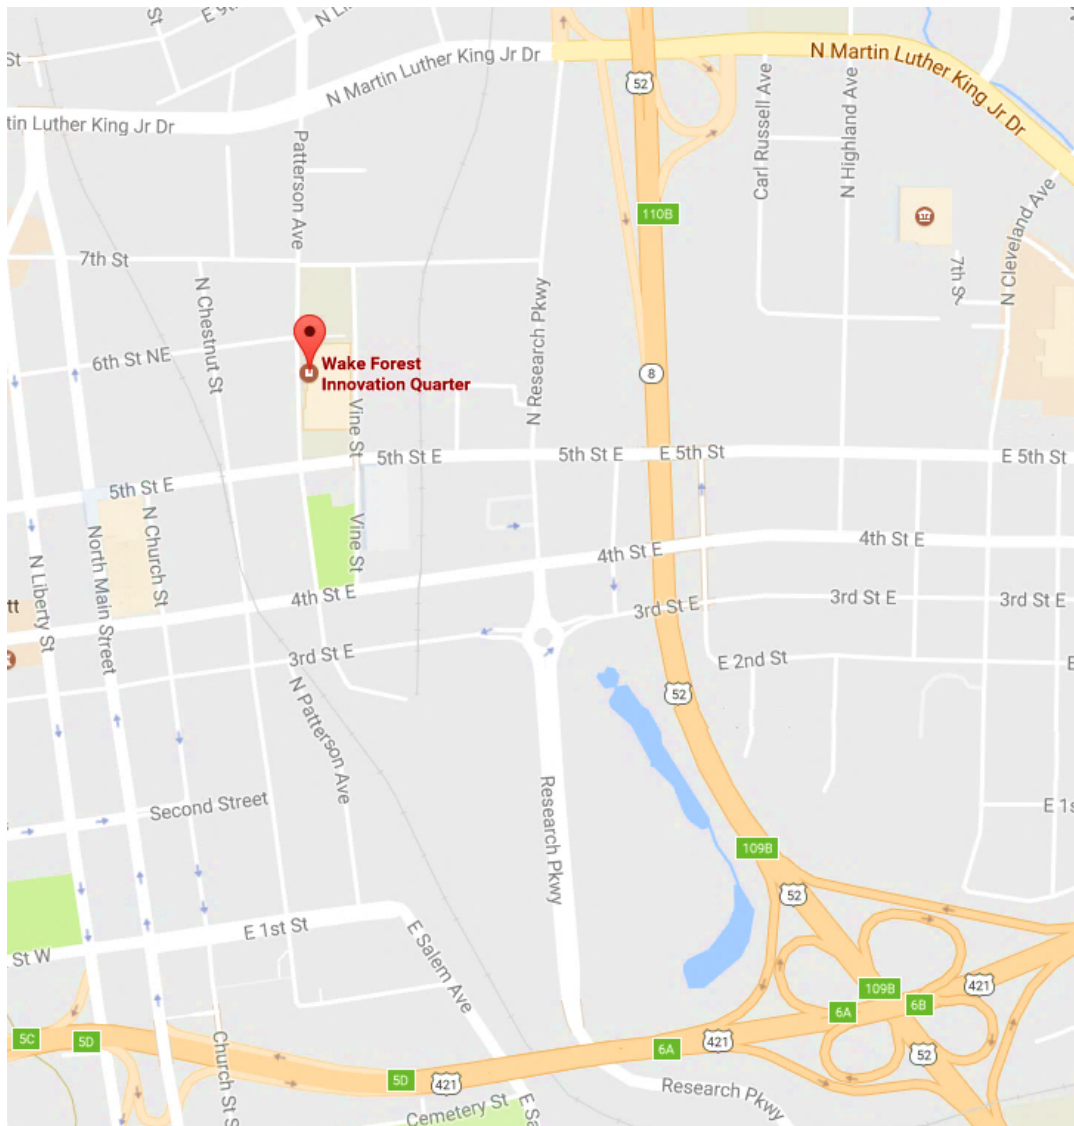 E 9th
N Martin Luther King Jr Dr
N Martin Luther King Jr Dr
52
St
St
tin Luther King Jr Dr
Patterson Ave
Carl Russell Ave
N Highland Ave
110B
7th St
N Cleveland Ave
7th St
N Chestnut St
N Research Pkwy
6th St NE
Wake Forest
Innovation Quarter
8
Vine St
5th St E
5th St E
E 5th St
E 5th St
5th St E
N Church St
North Main Street
N Liberty St
Vine St
4th St E
4th St E
4th St E
3rd St E
3rd St E
3rd St E
tt
3rd St E
E 2nd St
N Patterson Ave
52
Second Street
Research Pkwy
109B
52
E 1st St
E Salem Ave
St W
421
109B
6A
6B
5C
5D
Church St S
6A
421
52
5D
421
Research Pkwy
Cemetery St